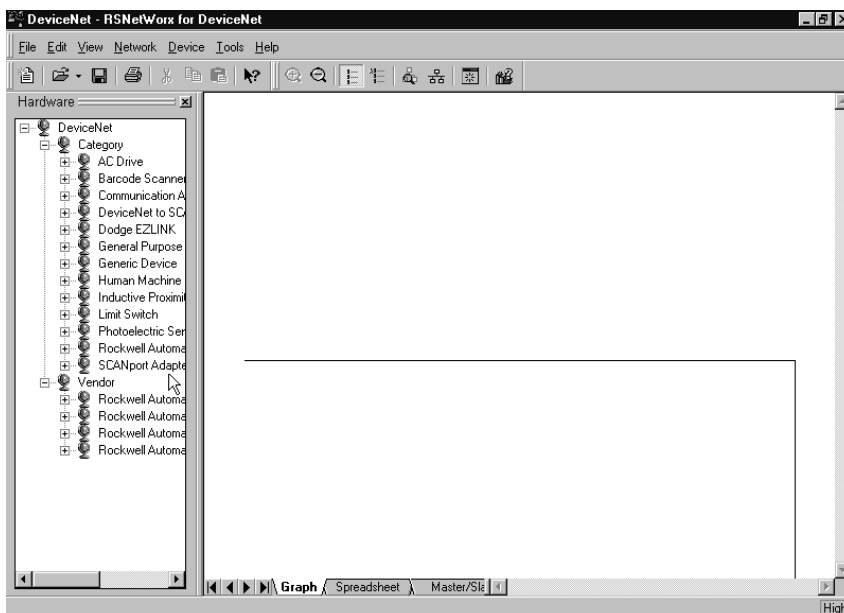 DeviceNet - RSNetWorx for DeviceNet
File Edit View Network Device Tools Help
Hardware
DeviceNet
Category
AC Drive
Barcode Scanner
Communication A
DeviceNet to SCA
Dodge EZLINK
General Purpose
Generic Device
Human Machine
Inductive Proximit
Limit Switch
Photoelectric Ser
Rockwell Automa
SCANport Adapte
Vendor
Rockwell Automa
Rockwell Automa
Rockwell Automa
Rockwell Automa
Graph Spreadsheet Master/Sla
High